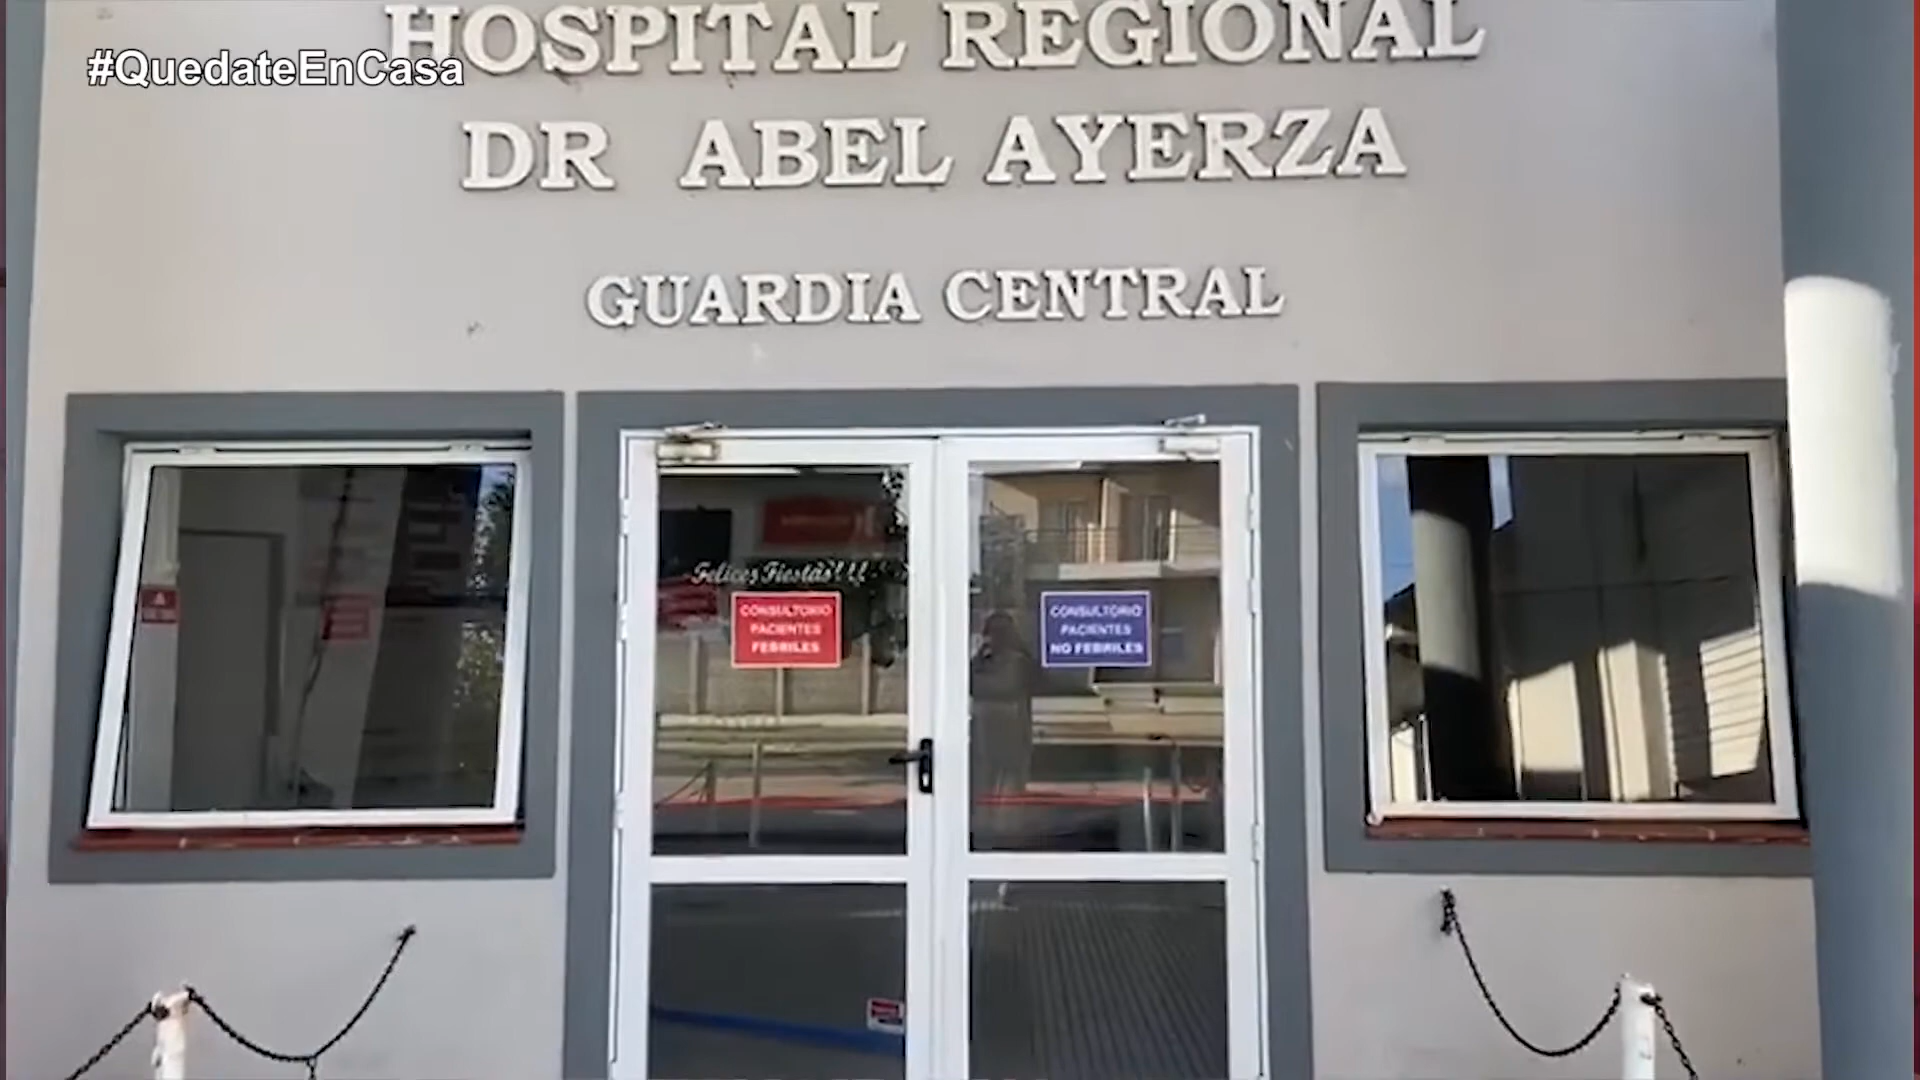 HOSPITAL REGIONAL
#QuedateEnCasa
DR ABEL AYERZA
GUARDIA CENTRAL
Felices Fiestas!!!
CONSULTORIO
PACIENTES
FEBRILES
CONSULTORIO
PACIENTES
NO FEBRILES